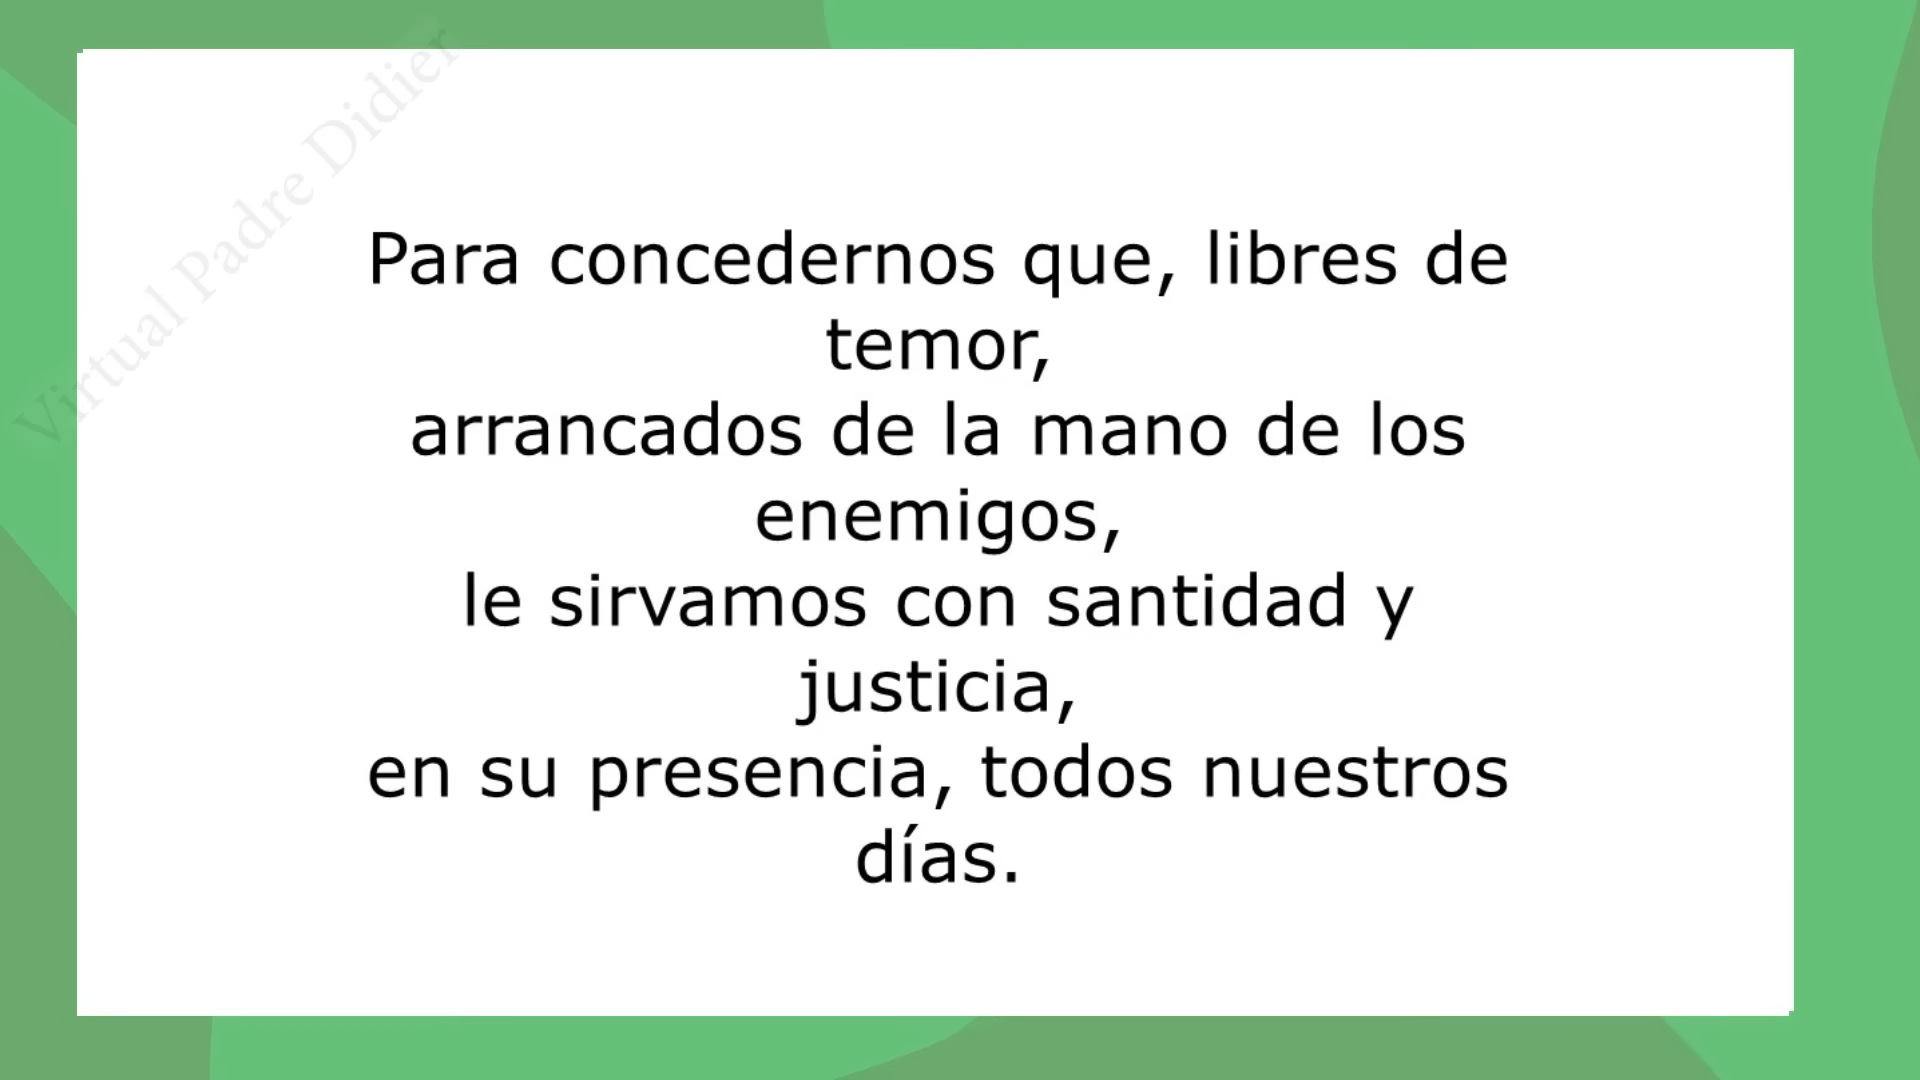 Virtual Padre Didier
Para concedernos que, libres de
temor,
arrancados de la mano de los
enemigos,
le sirvamos con santidad y
justicia,
en su presencia, todos nuestros
días.